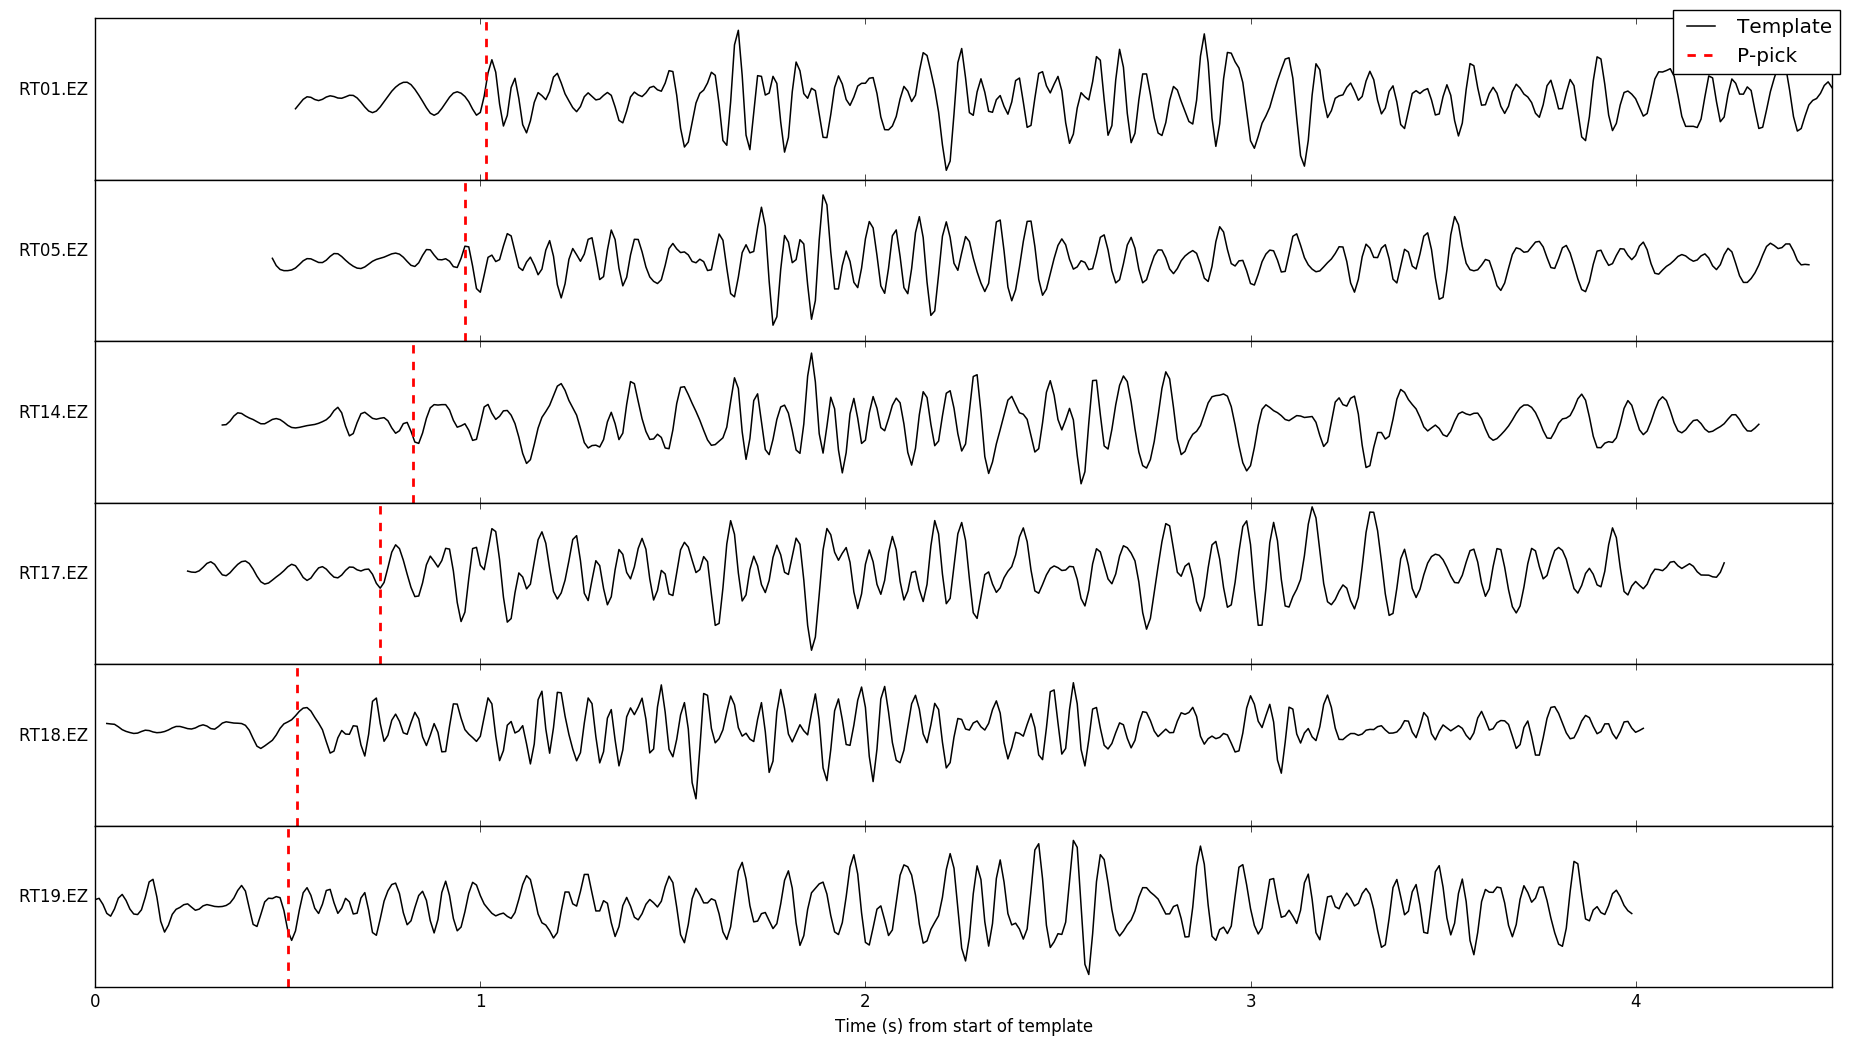 Template
P-pick
RT01.EZ
RT05.EZ
RT14.EZ
RT17.EZ
RT18.EZ
RT19.EZ
0 1 2 3 4
Time (s) from start of template